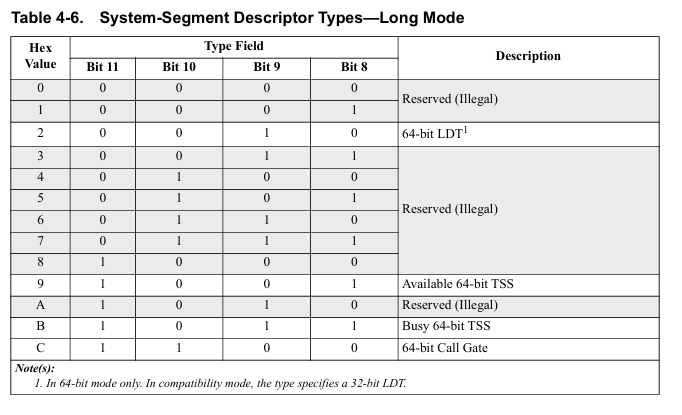 Table 4-6. System-Segment Descriptor Types—Long Mode
Hex Value Type Field Description
Bit 11 Bit 10 Bit 9 Bit 8
0 0 0 0 0 Reserved (Illegal)
1 0 0 0 1
2 0 0 1 0 64-bit LDT1
3 0 0 1 1 Reserved (Illegal)
4 0 1 0 0
5 0 1 0 1
6 0 1 1 0
7 0 1 1 1
8 1 0 0 0
9 1 0 0 1 Available 64-bit TSS
A 1 0 1 0 Reserved (Illegal)
B 1 0 1 1 Busy 64-bit TSS
C 1 1 0 0 64-bit Call Gate
Note(s):
1. In 64-bit mode only. In compatibility mode, the type specifies a 32-bit LDT.